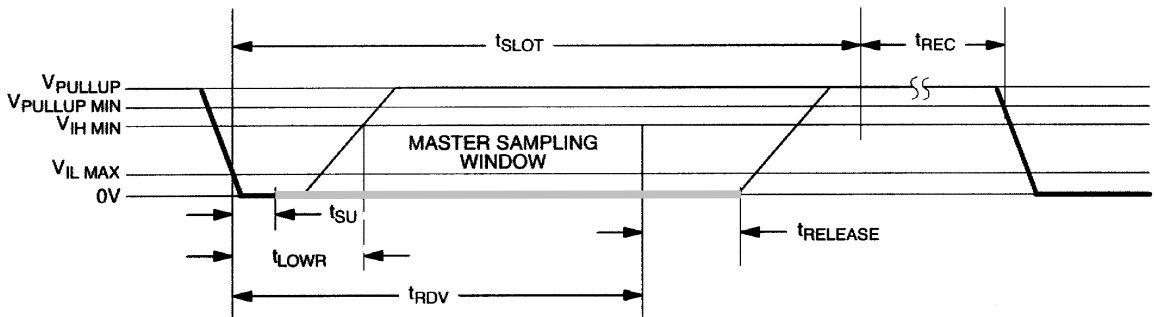 tSLOT
tREC
VPULLUP
VPULLUP MIN
VIH MIN
MASTER SAMPLING
WINDOW
VIL MAX
0V
tSU
tRELEASE
tLOWR
tRDV